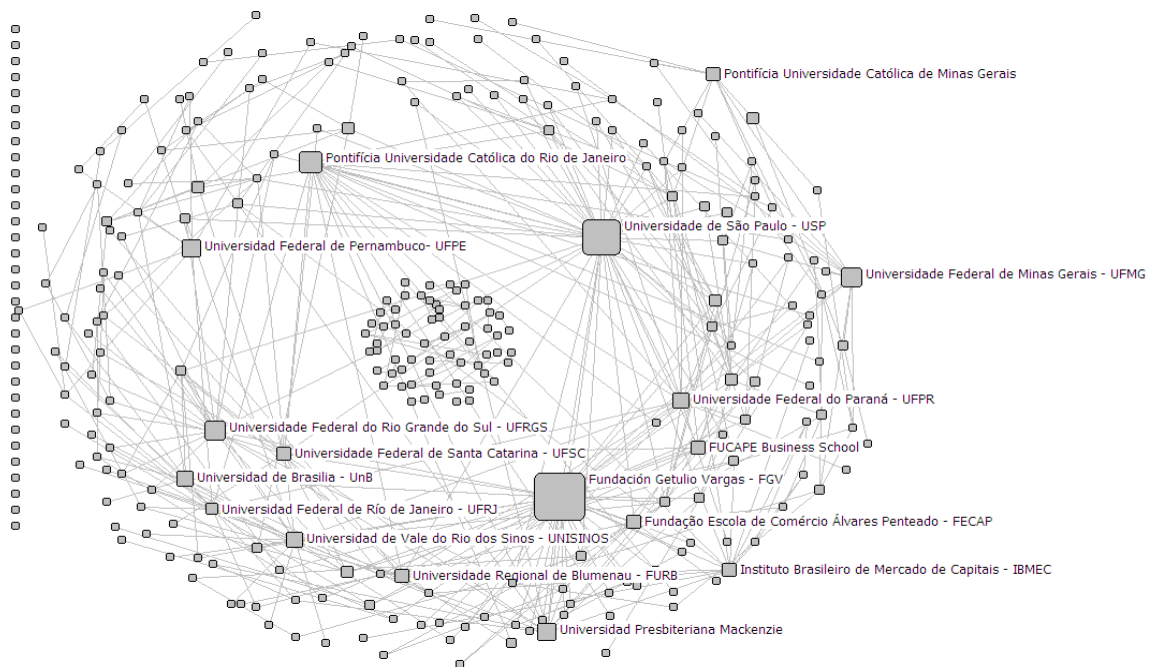 Pontifícia Universidade Católica de Minas Gerais
Pontifícia Universidade Católica do Rio de Janeiro
Universidade de São Paulo - USP
Universidad Federal de Pernambuco- UFPE
Universidade Federal de Minas Gerais - UFMG
Universidade Federal do Paraná - UFPR
Universidade Federal do Rio Grande do Sul - UFRGS
FUCAPE Business School
Universidade Federal de Santa Catarina - UFSC
Universidad de Brasilia - UnB
Fundación Getulio Vargas - FGV
Universidad Federal de Río de Janeiro - UFRJ
Fundação Escola de Comércio Álvares Penteado - FECAP
Universidad de Vale do Rio dos Sinos - UNISINOS
Instituto Brasileiro de Mercado de Capitais - IBMEC
Universidade Regional de Blumenau - FURB
Universidad Presbiteriana Mackenzie